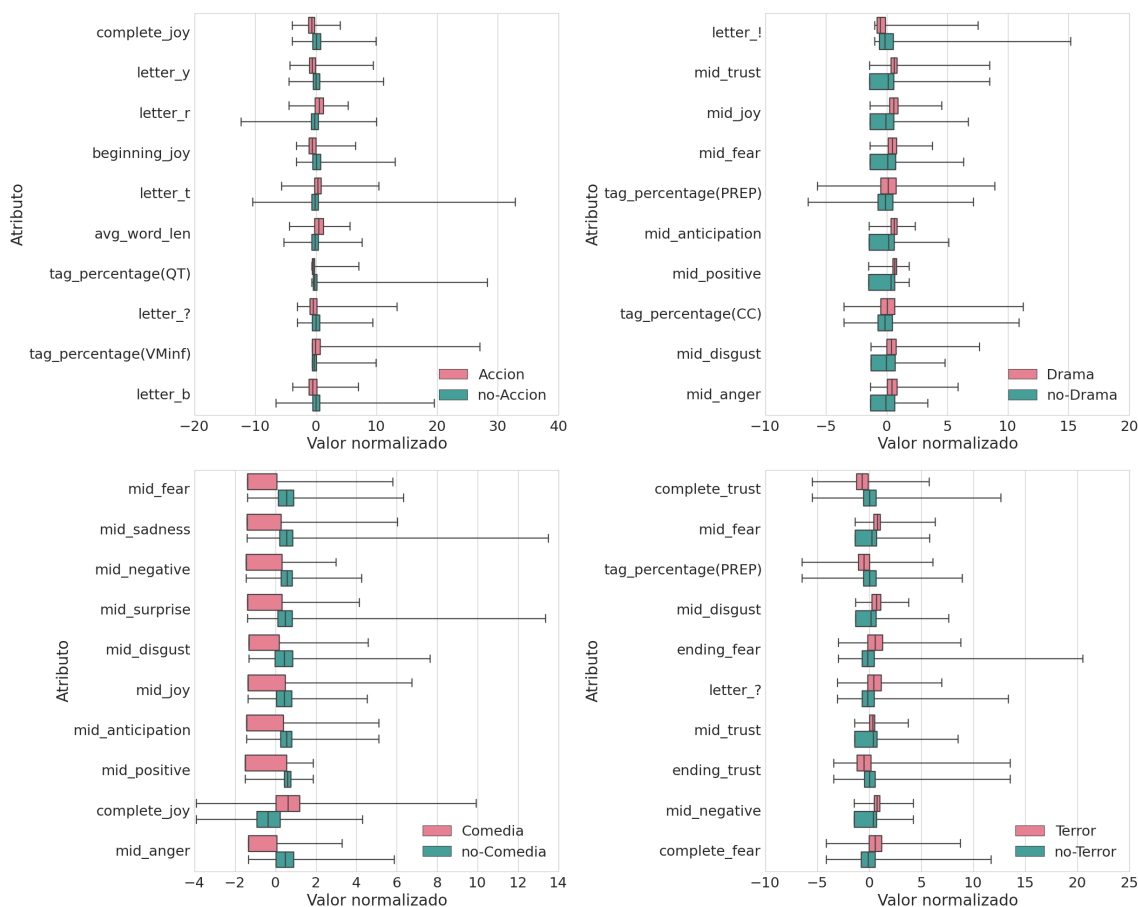 complete_joy
letter_y
letter_r
beginning_joy
letter_t
avg_word_len
tag_percentage(QT)
letter_?
tag_percentage(VMinf)
letter_b
Atributo
Accion
no-Accion
−20 −10 0 10 20 30 40
Valor normalizado
letter_!
mid_trust
mid_joy
mid_fear
tag_percentage(PREP)
mid_anticipation
mid_positive
tag_percentage(CC)
mid_disgust
mid_anger
Atributo
Drama
no-Drama
−10 −5 0 5 10 15 20
Valor normalizado
mid_fear
mid_sadness
mid_negative
mid_surprise
mid_disgust
mid_joy
mid_anticipation
mid_positive
complete_joy
mid_anger
Atributo
Comedia
no-Comedia
−4 −2 0 2 4 6 8 10 12 14
Valor normalizado
complete_trust
mid_fear
tag_percentage(PREP)
mid_disgust
ending_fear
letter_?
mid_trust
ending_trust
mid_negative
complete_fear
Atributo
Terror
no-Terror
−10 −5 0 5 10 15 20 25
Valor normalizado